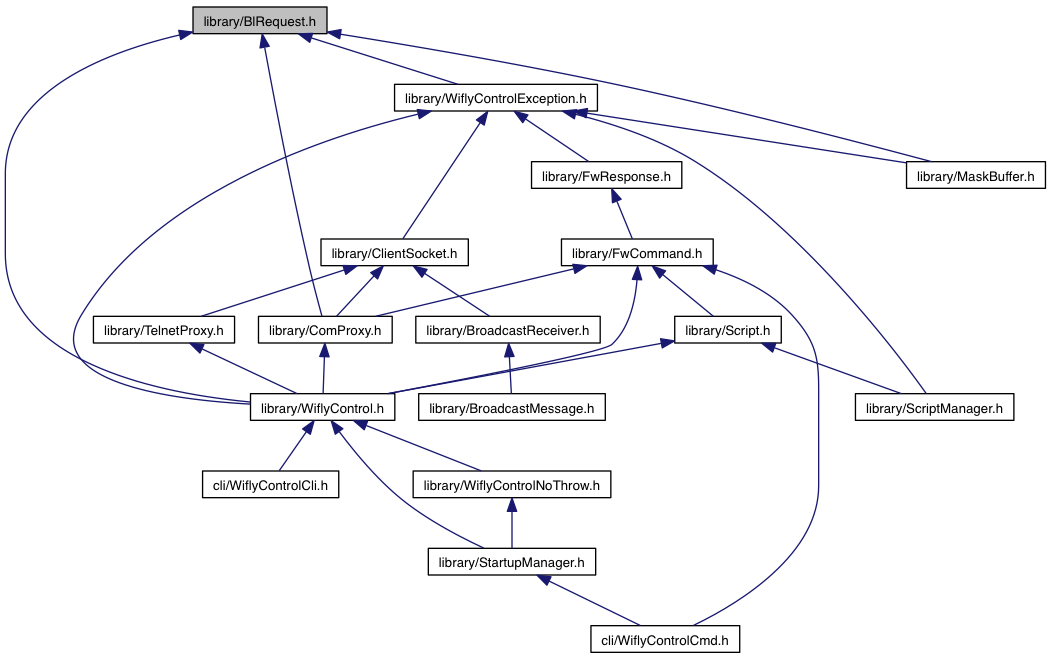 library/BlRequest.h
library/WiflyControlException.h
library/FwResponse.h
library/MaskBuffer.h
library/ClientSocket.h
library/FwCommand.h
library/TelnetProxy.h
library/ComProxy.h
library/BroadcastReceiver.h
library/Script.h
library/WiflyControl.h
library/BroadcastMessage.h
library/ScriptManager.h
cli/WiflyControlCli.h
library/WiflyControlNoThrow.h
library/StartupManager.h
cli/WiflyControlCmd.h